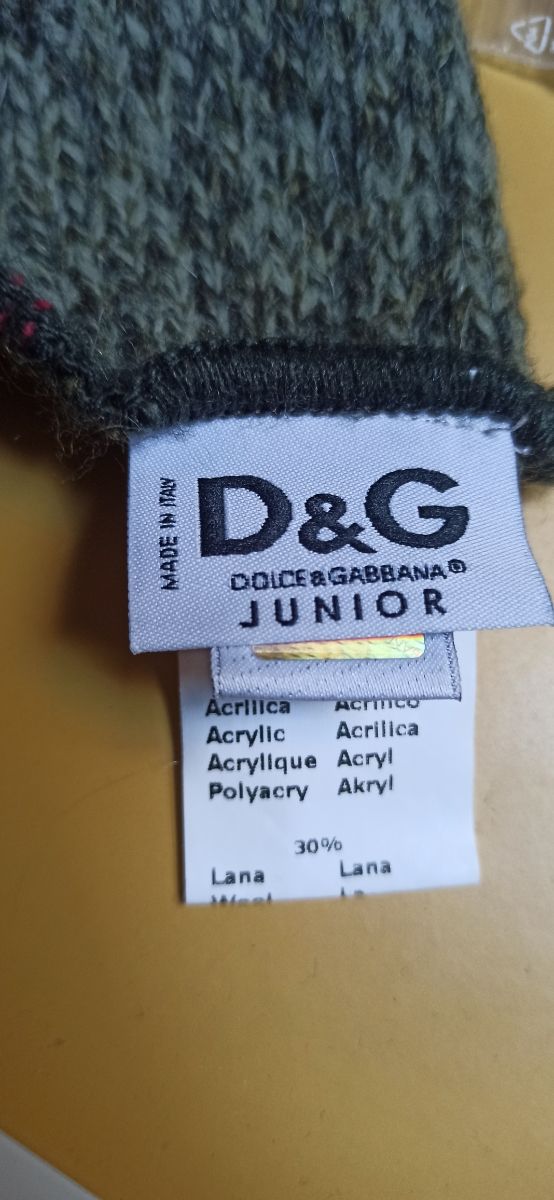 MADE IN ITALY
D&G
DOLCE&GABBANA®
JUNIOR
Acrilica Acrilico
Acrylic Acrilica
Acrylique Acryl
Polyacry Akryl
30%
Lana Lana